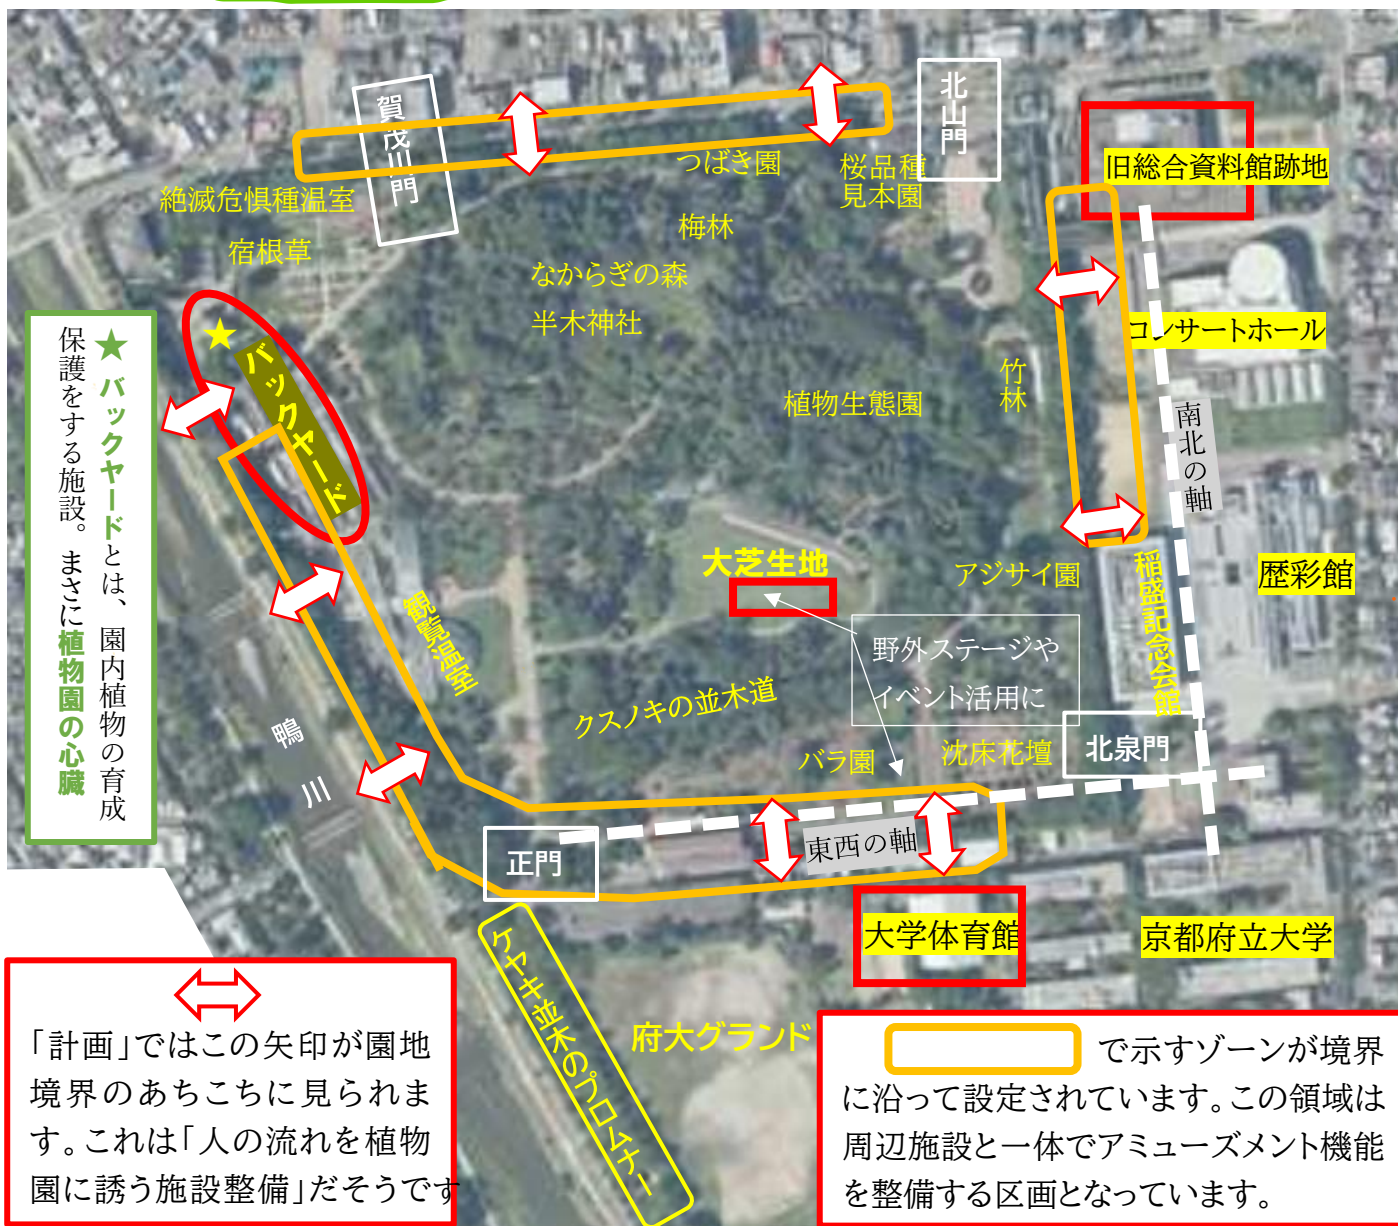 賀茂川門
北山門
旧総合資料館跡地
つばき園
桜品種
見本園
絶滅危惧種温室
宿根草
梅林
なからぎの森
半木神社
コンサートホール
竹林
植物生態園
南北の軸
★
バックヤード
★ バックヤードとは、園内植物の育成
保護をする施設。まさに植物園の心臓
大芝生地
アジサイ園
稲盛記念会館
歴彩館
観覧温室
野外ステージや
イベント活用に
クスノキの並木道
バラ園
沈床花壇
北泉門
鴨川
正門
東西の軸
大学体育館
京都府立大学
ケヤキ並木のプロムナー
府大グランド
「計画」ではこの矢印が園地
境界のあちこちに見られま
す。これは「人の流れを植物
園に誘う施設整備」だそうです
で示すゾーンが境界
に沿って設定されています。この領域は
周辺施設と一体でアミューズメント機能
を整備する区画となっています。